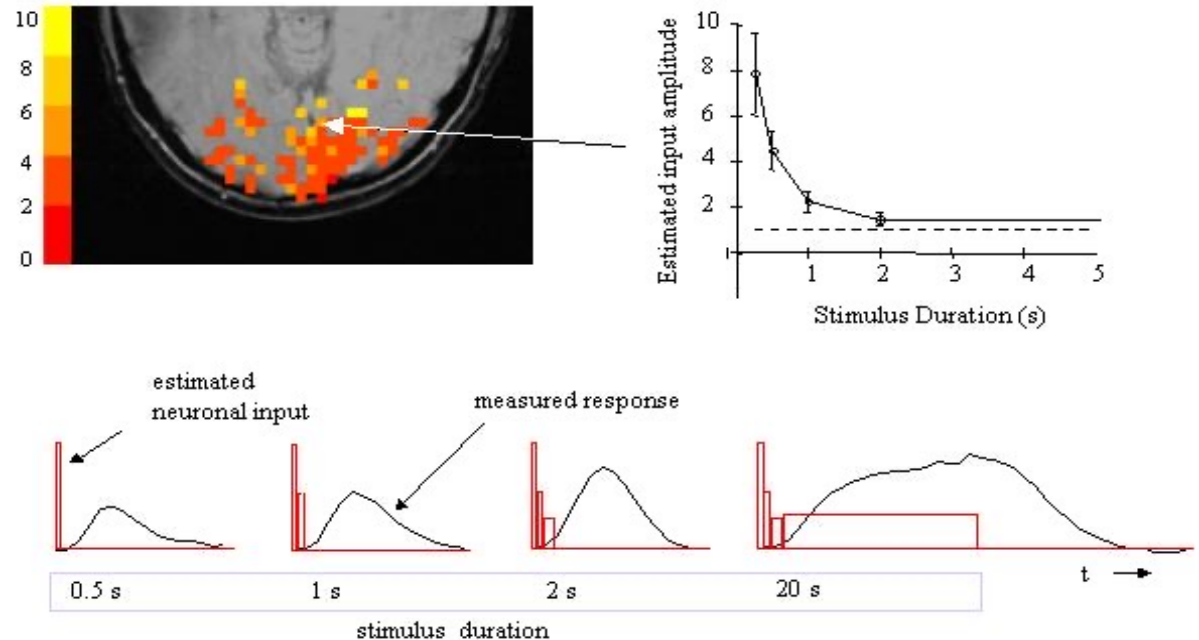 10
8
6
4
2
0
10
8
6
4
2
1
2
3
4
5
Estimated input amplitude
Stimulus Duration (s)
estimated
neuronal input
measured response
t
0.5 s
1 s
2 s
20 s
stimulus duration